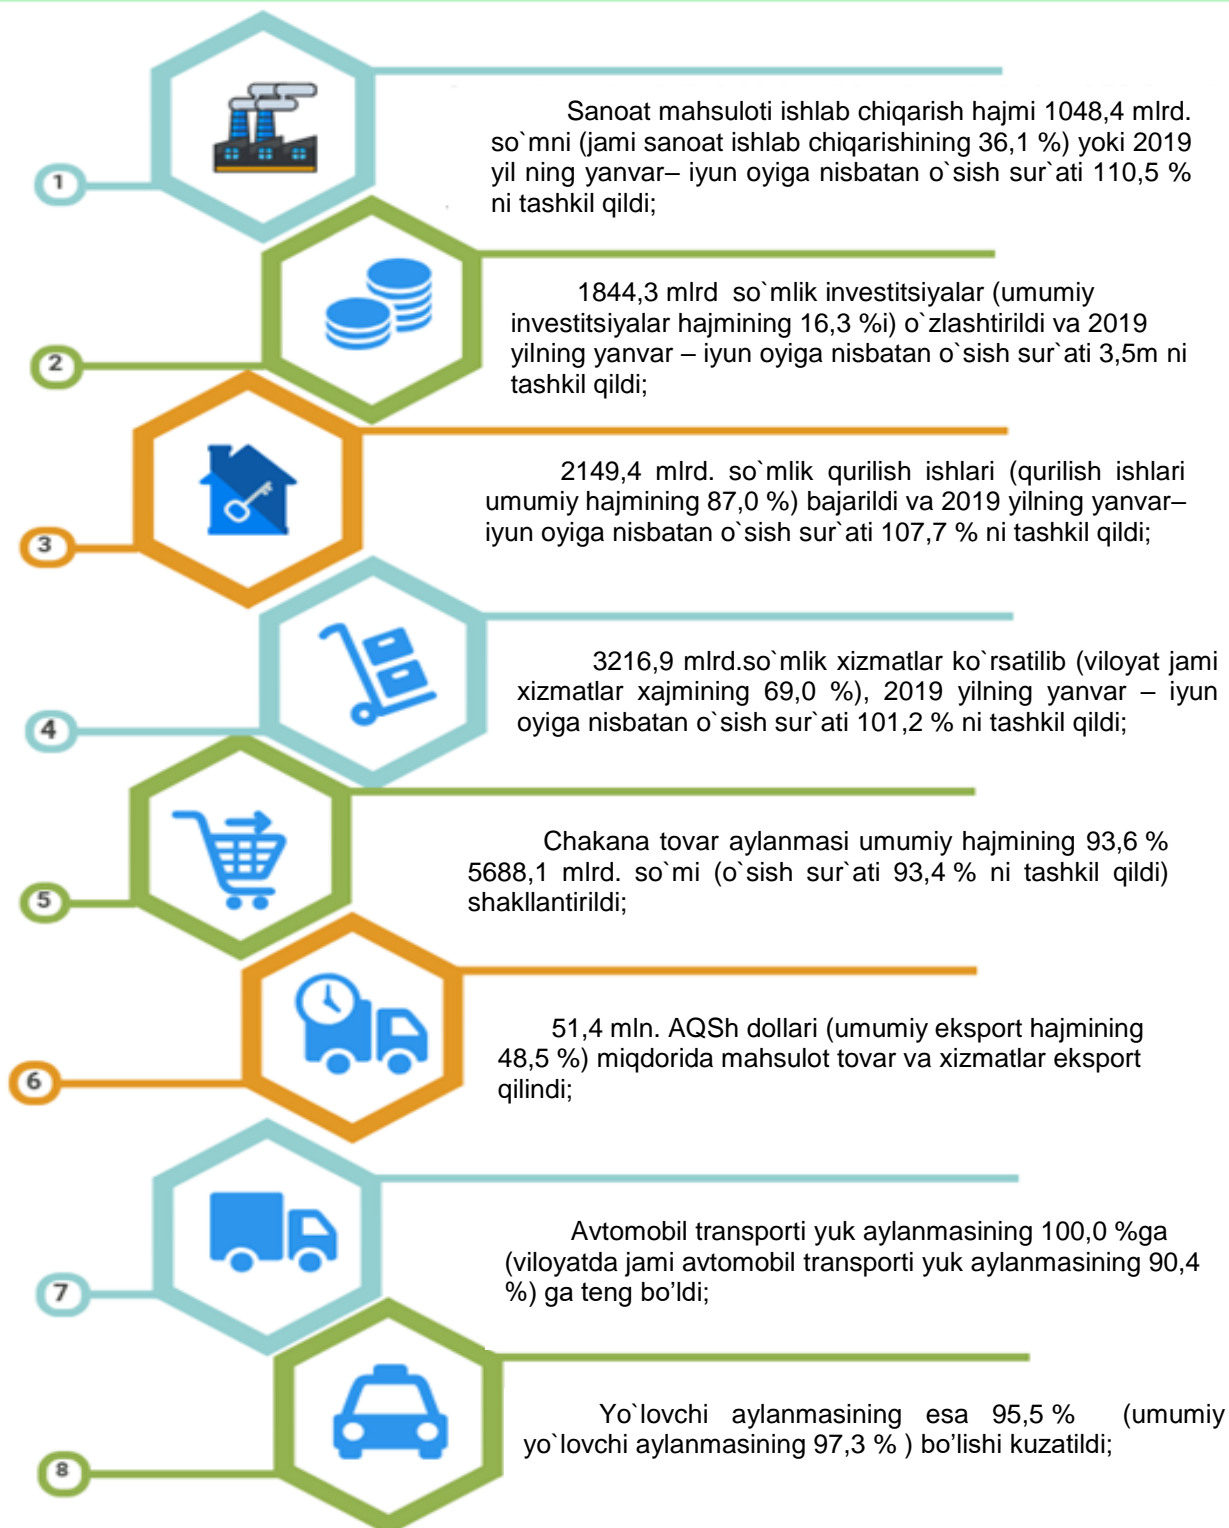 1
Sanoat mahsuloti ishlab chiqarish hajmi 1048,4 mlrd.
so`mni (jami sanoat ishlab chiqarishining 36,1 %) yoki 2019
yil ning yanvar– iyun oyiga nisbatan o`sish sur`ati 110,5 %
ni tashkil qildi;
2
1844,3 mlrd so`mlik investitsiyalar (umumiy
investitsiyalar hajmining 16,3 %i) o`zlashtirildi va 2019
yilning yanvar – iyun oyiga nisbatan o`sish sur`ati 3,5m ni
tashkil qildi;
3
2149,4 mlrd. so`mlik qurilish ishlari (qurilish ishlari
umumiy hajmining 87,0 %) bajarildi va 2019 yilning yanvar–
iyun oyiga nisbatan o`sish sur`ati 107,7 % ni tashkil qildi;
4
3216,9 mlrd.so`mlik xizmatlar ko`rsatilib (viloyat jami
xizmatlar xajmining 69,0 %), 2019 yilning yanvar – iyun
oyiga nisbatan o`sish sur`ati 101,2 % ni tashkil qildi;
5
Chakana tovar aylanmasi umumiy hajmining 93,6 %
5688,1 mlrd. so`mi (o`sish sur`ati 93,4 % ni tashkil qildi)
shakllantirildi;
6
51,4 mln. AQSh dollari (umumiy eksport hajmining
48,5 %) miqdorida mahsulot tovar va xizmatlar eksport
qilindi;
7
Avtomobil transporti yuk aylanmasining 100,0 %ga
(viloyatda jami avtomobil transporti yuk aylanmasining 90,4
%) ga teng bo’ldi;
8
Yo`lovchi aylanmasining esa 95,5 % (umumiy
yo`lovchi aylanmasining 97,3 % ) bo’lishi kuzatildi;